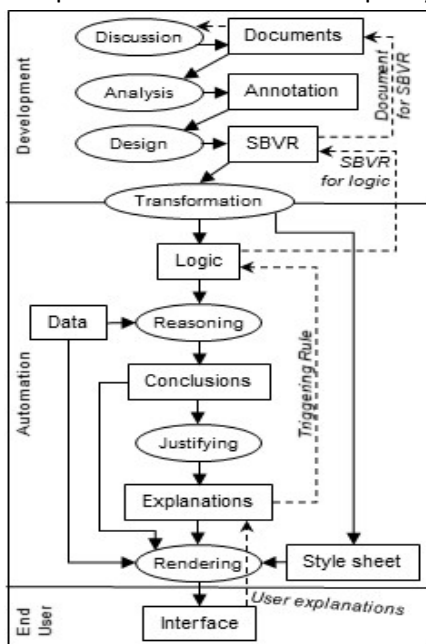 Discussion
Documents
Analysis
Annotation
Design
SBVR
Document
for SBVR
SBVR
for logic
Development
Transformation
Logic
Data
Reasoning
Conclusions
Triggering Rule
Justifying
Explanations
Automation
Rendering
Style sheet
User explanations
Interface
End
User